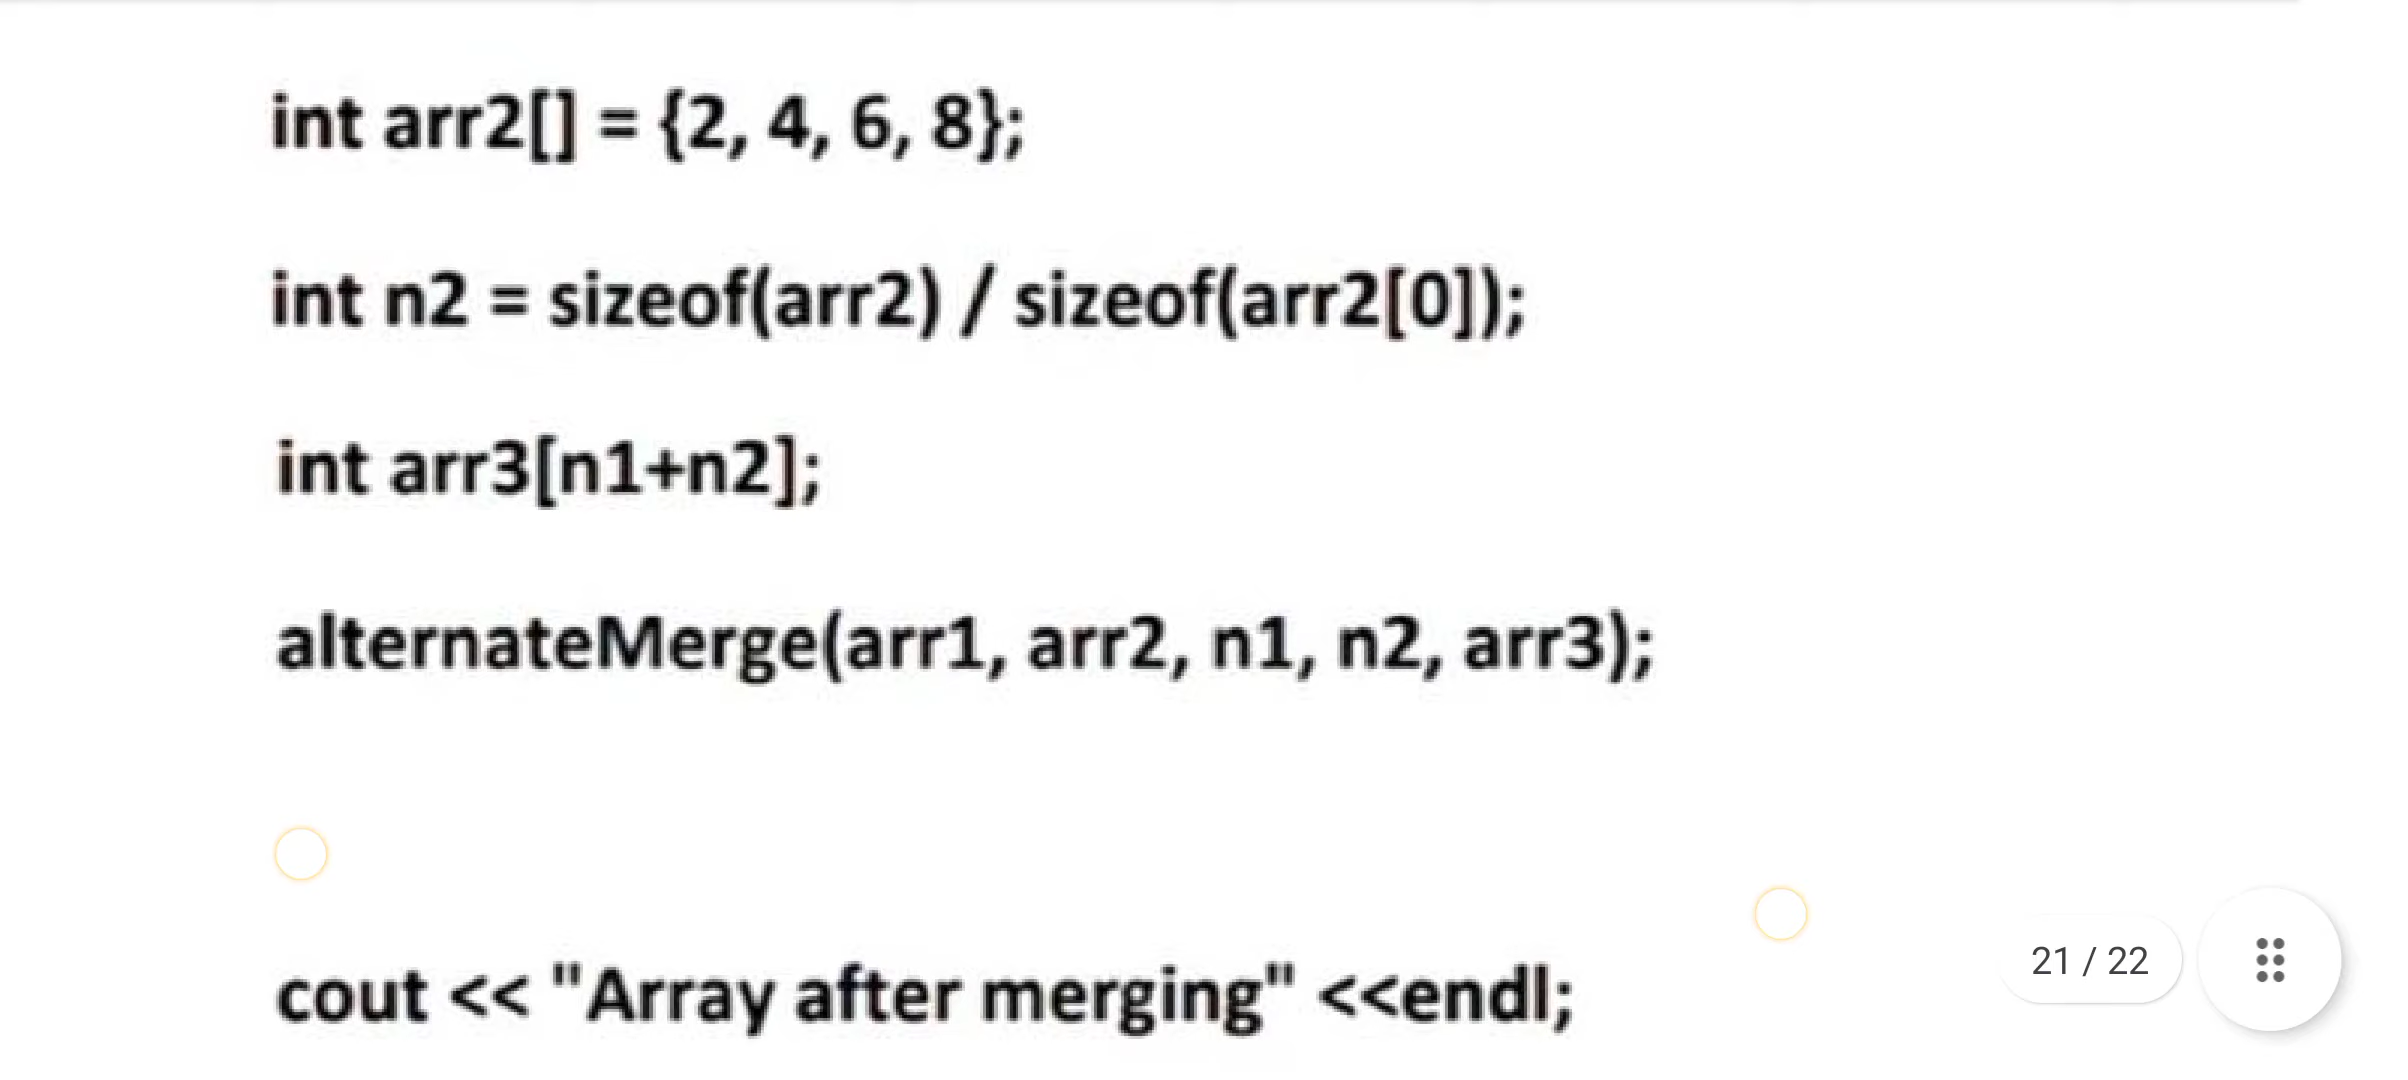 int arr2[] = {2, 4, 6, 8};
int n2 = sizeof(arr2) / sizeof(arr2[0]);
int arr3[n1+n2];
alternateMerge(arr1, arr2, n1, n2, arr3);
cout << "Array after merging" <<endl;
21 / 22